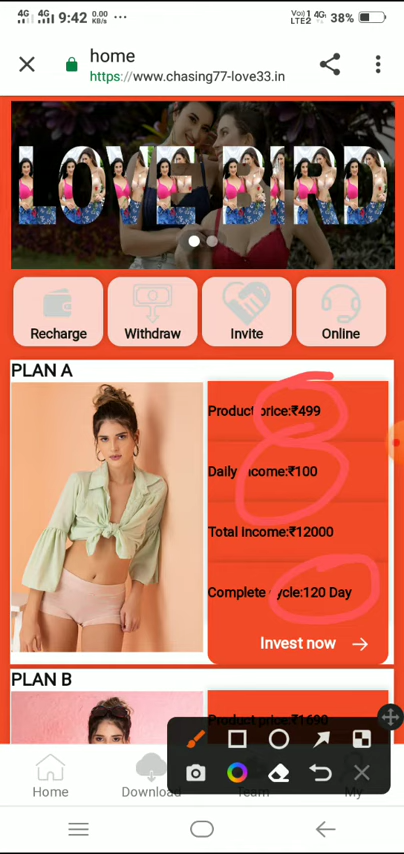 4G 4G 9:42 0.00 KB/s ... Vo) 1 4G LTE2 38%
home
https://www.chasing77-love33.in
LOVE BIRD
Recharge Withdraw Invite Online
PLAN A
Product price:₹499
Daily income:₹100
Total income:₹12000
Complete cycle:120 Day
Invest now →
PLAN B
Product price:₹1690
Home Download Team My